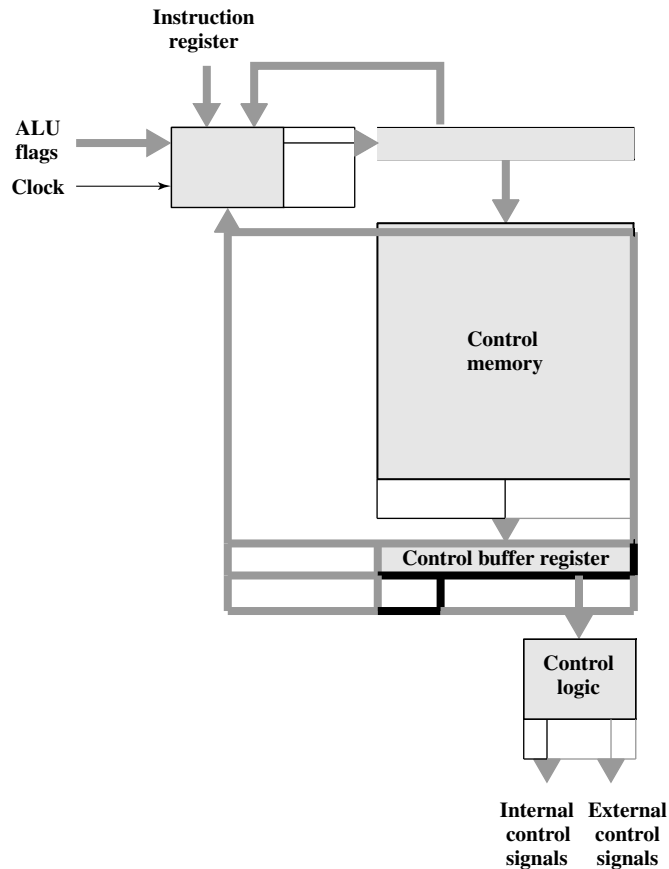 Instruction
register
ALU
flags
Clock
Control
memory
Control buffer register
Control
logic
Internal
control
signals
External
control
signals